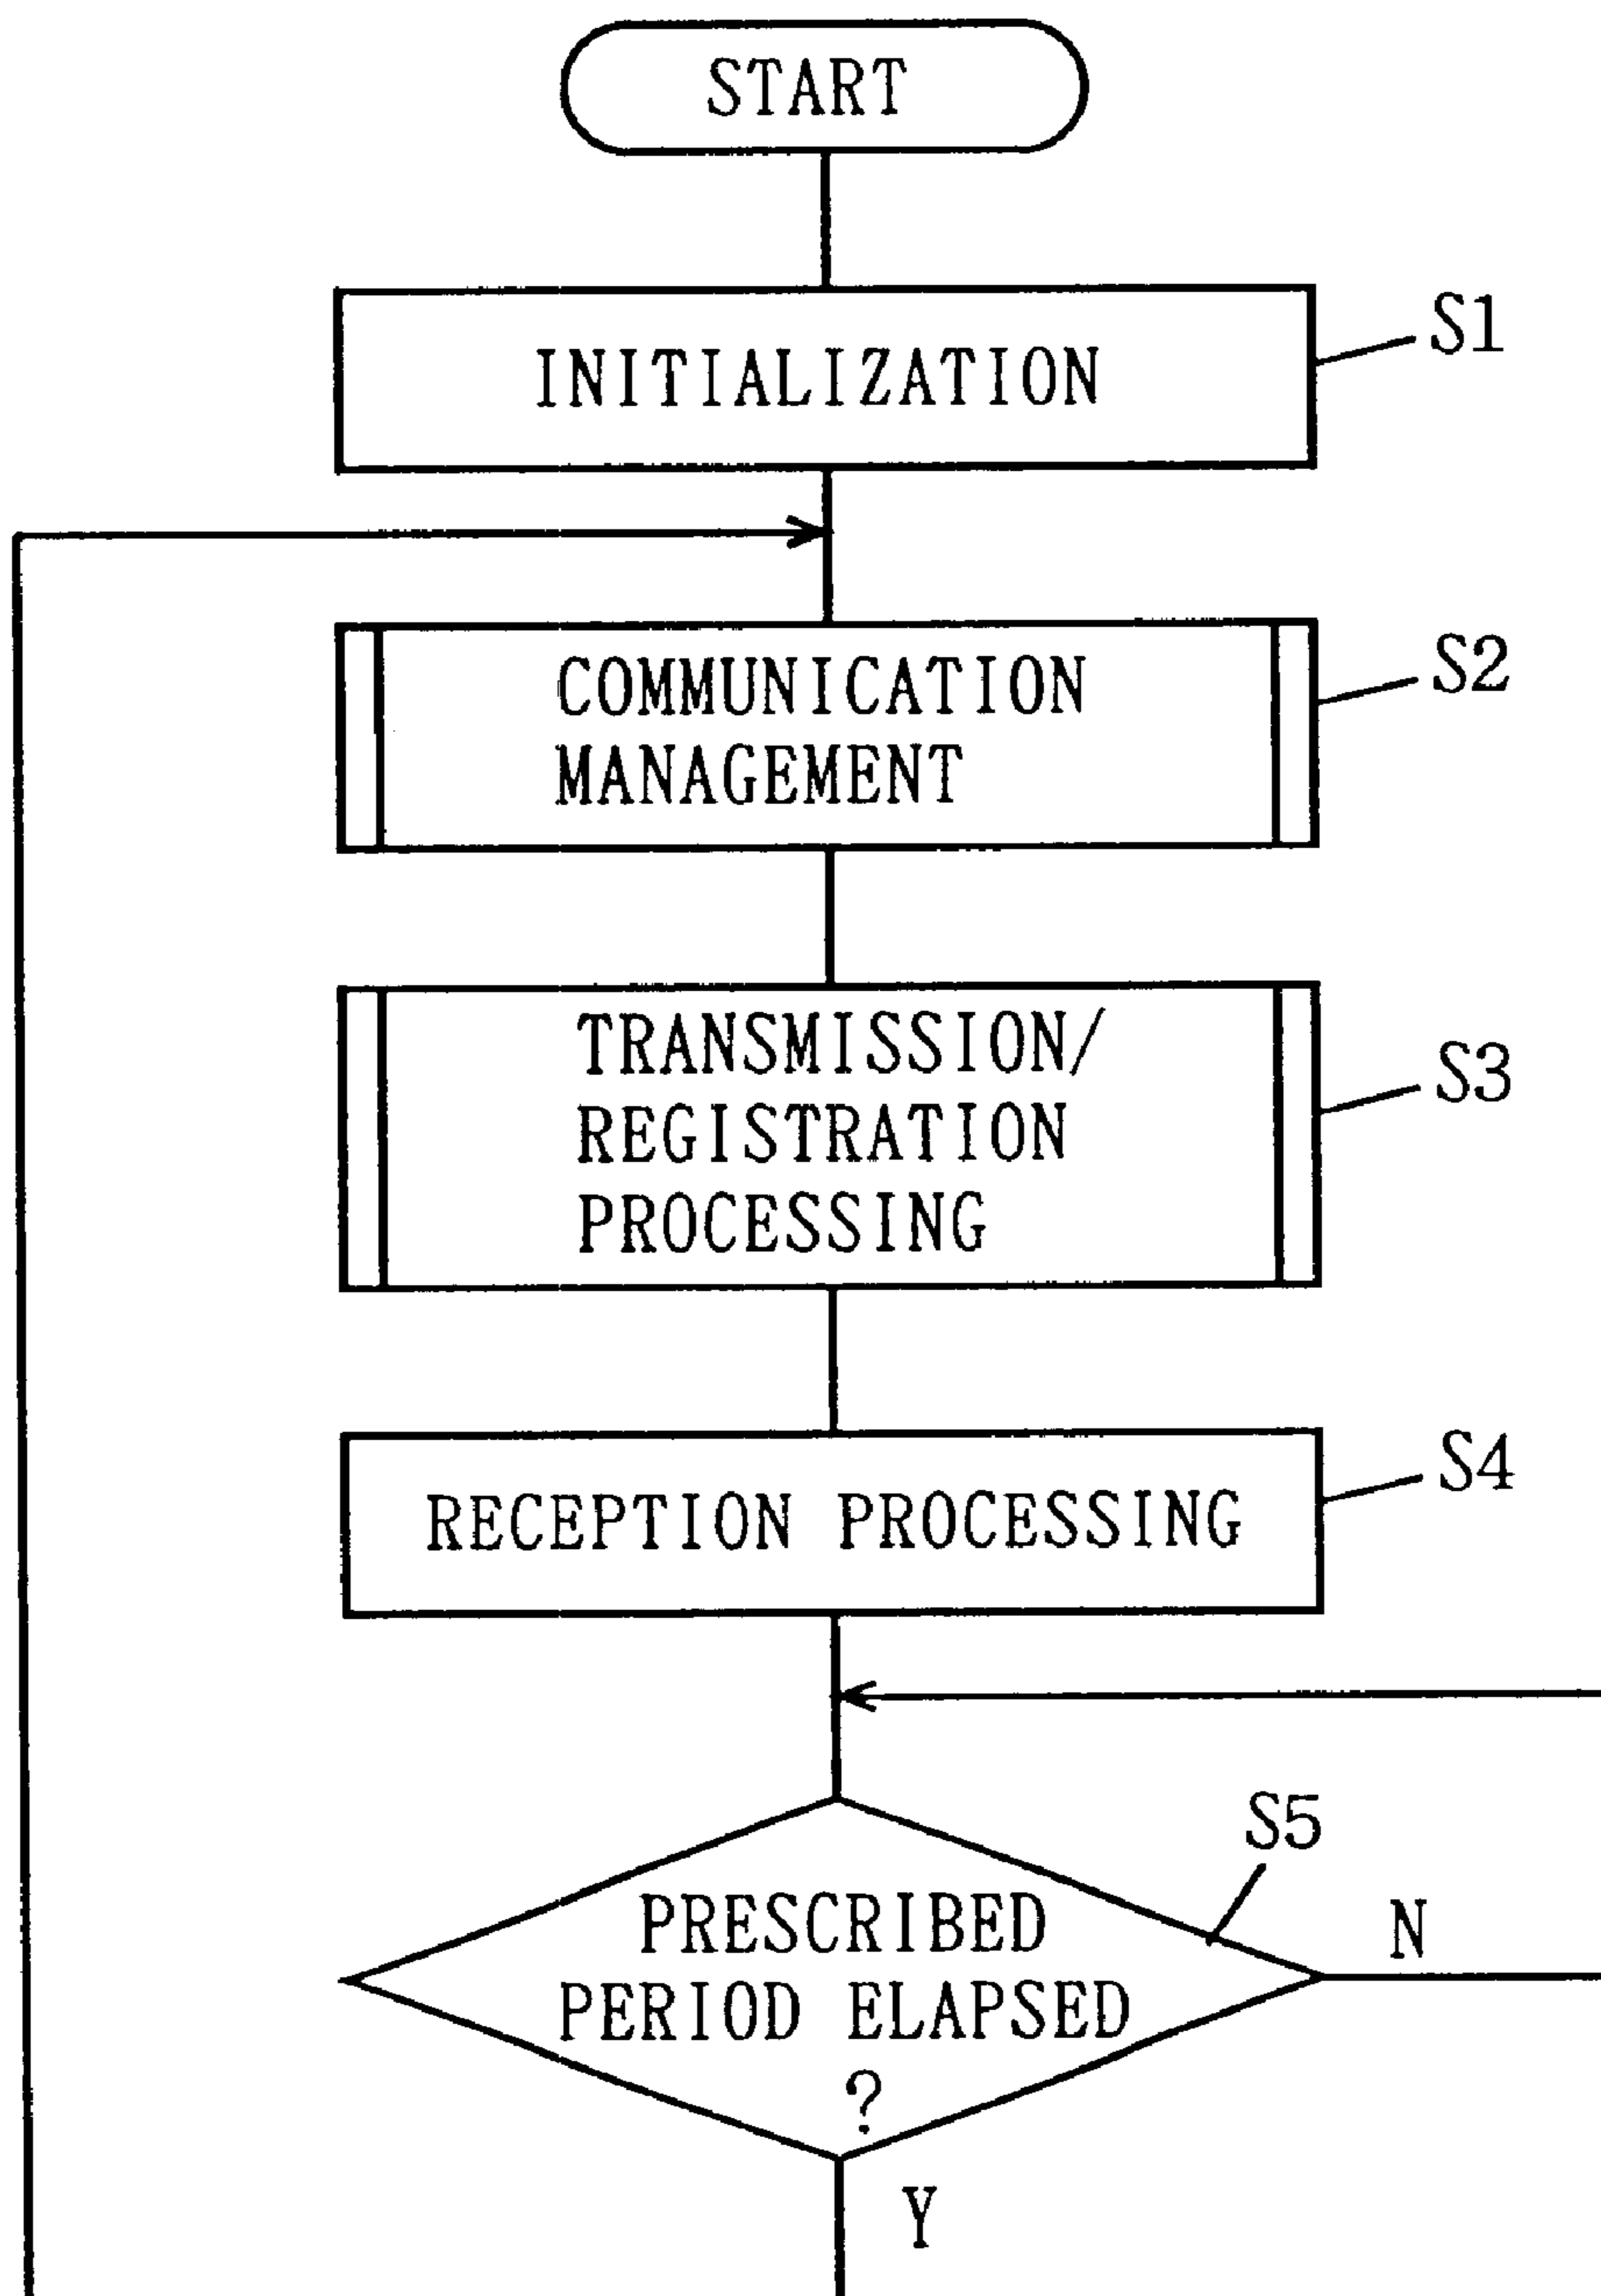 START
INITIALIZATION
S1
COMMUNICATION
MANAGEMENT
S2
TRANSMISSION/
REGISTRATION
PROCESSING
S3
RECEPTION PROCESSING
S4
S5
PRESCRIBED
PERIOD ELAPSED
?
N
Y